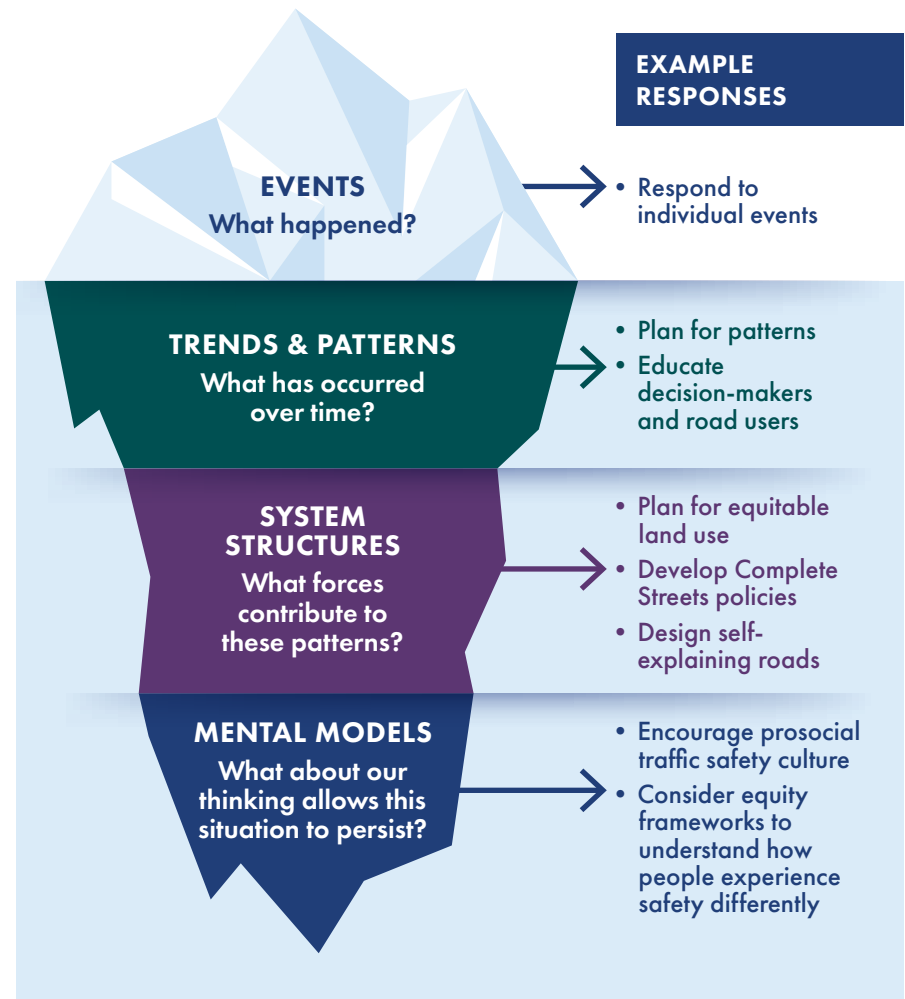 EXAMPLE
RESPONSES
EVENTS
What happened?
• Respond to
individual events
TRENDS & PATTERNS
What has occurred
over time?
• Plan for patterns
• Educate
decision-makers
and road users
SYSTEM
STRUCTURES
What forces
contribute to
these patterns?
• Plan for equitable
land use
• Develop Complete
Streets policies
• Design self-
explaining roads
MENTAL MODELS
What about our
thinking allows this
situation to persist?
• Encourage prosocial
traffic safety culture
• Consider equity
frameworks to
understand how
people experience
safety differently